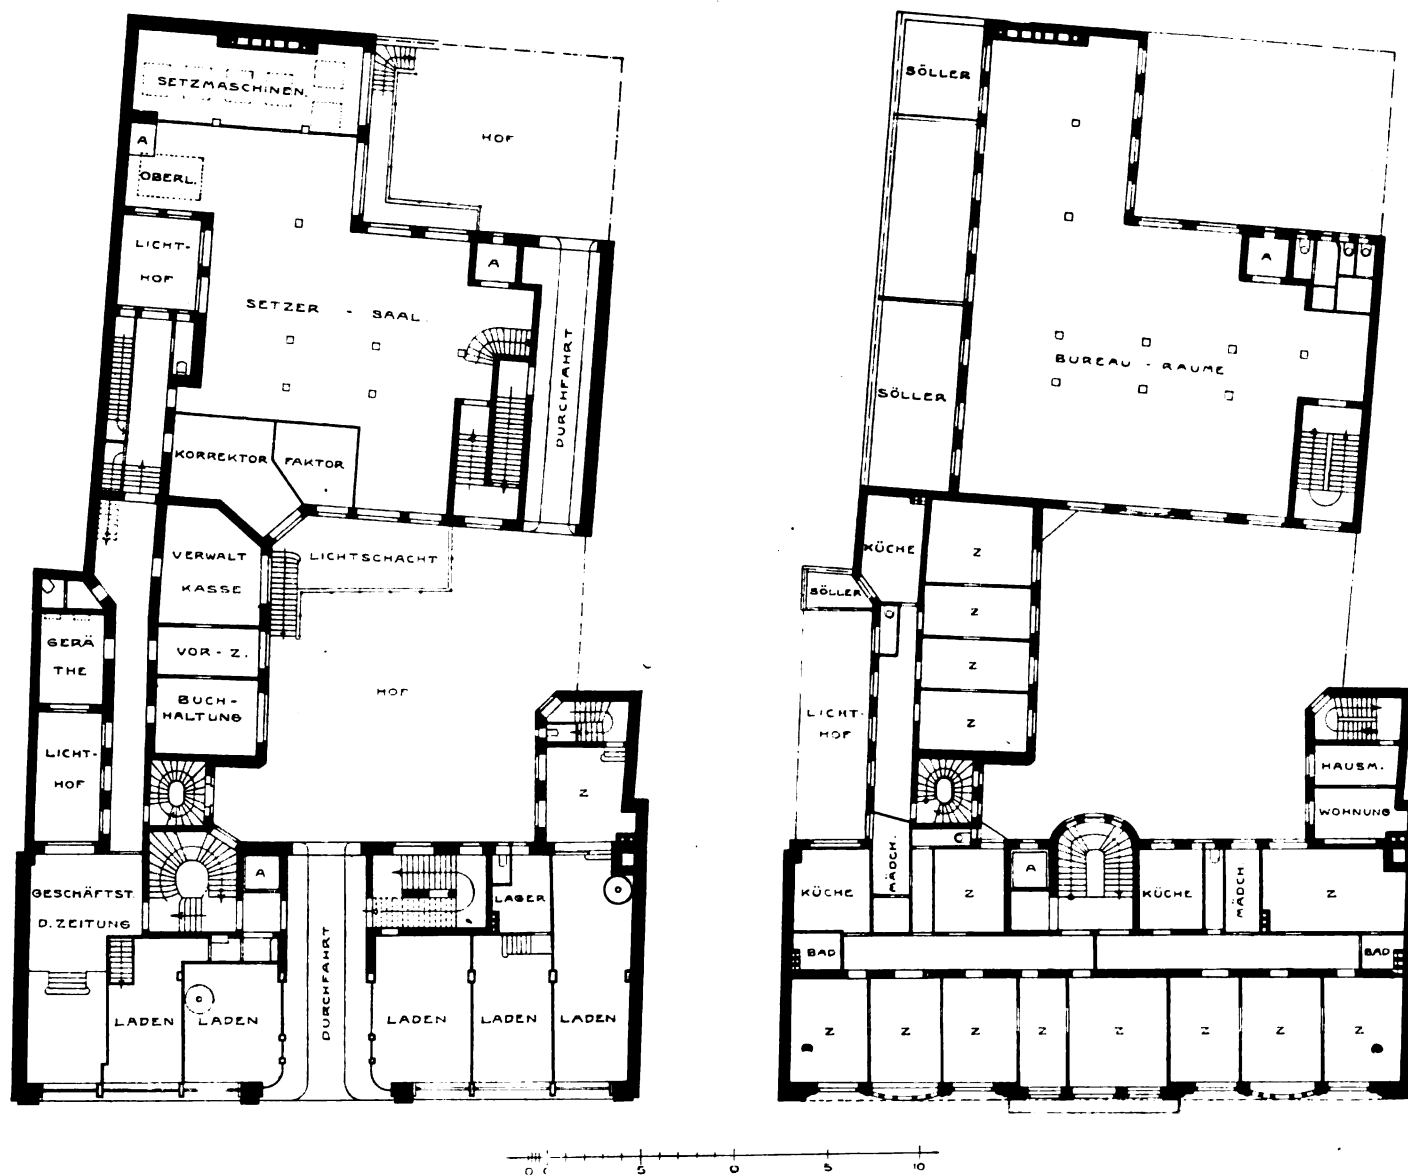 SETZMASCHINEN.
HOF
A
OBERL.
LICHT-
HOF
A
SETZER - SAAL.
DURCHFAHRT
KORREKTOR
FAKTOR
VERWALT
KASSE
LICHTSCHACHT
GERÄ
THE
VOR-Z.
BUCH-
HALTUNG
HOF
LICHT-
HOF
Z
GESCHÄFTST.
D. ZEITUNG
A
LAGER
DURCHFAHRT
LADEN
LADEN
LADEN
LADEN
LADEN
SÖLLER
A
BUREAU - RAUME
SÖLLER
KÜCHE
Z
SÖLLER
Z
Z
LICHT-
HOF
Z
HAUSM.
WOHNUNG
KÜCHE
MÄDCH.
Z
A
KÜCHE
MÄDCH
Z
BAD
BAD
Z
Z
Z
Z
Z
Z
Z
Z
5
0
5
10